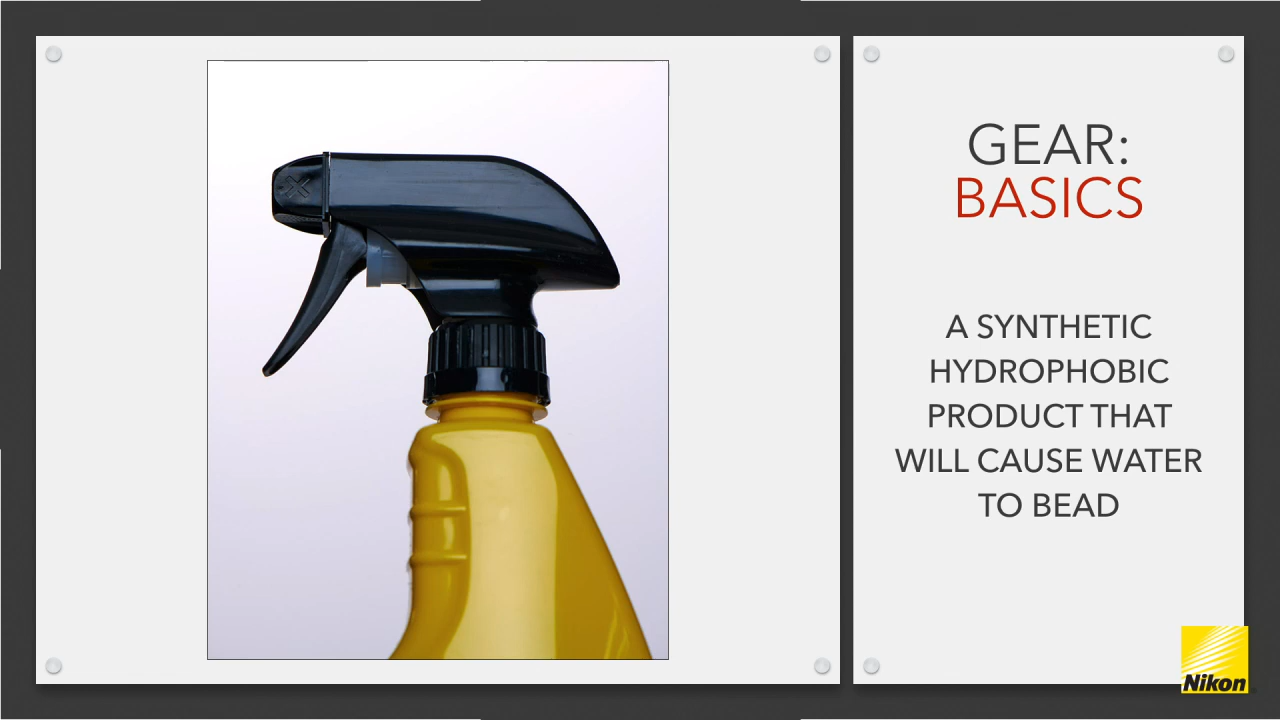 GEAR:
BASICS
A SYNTHETIC
HYDROPHOBIC
PRODUCT THAT
WILL CAUSE WATER
TO BEAD
Nikon